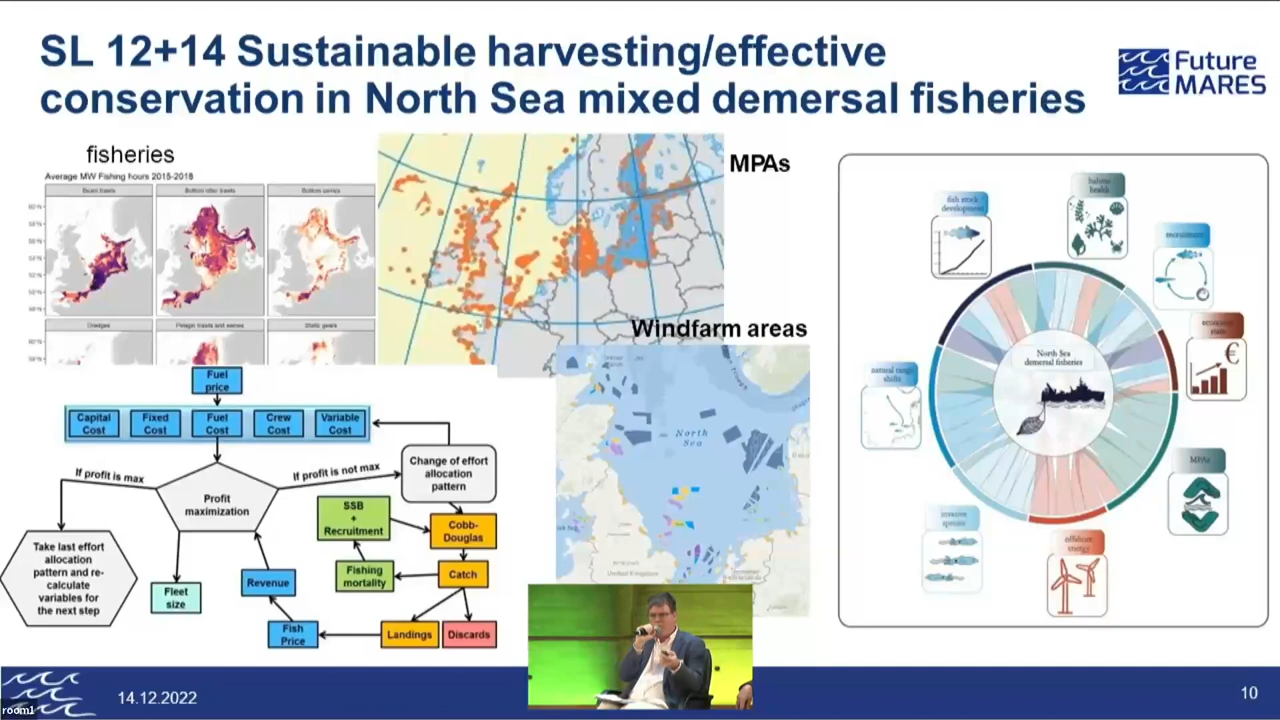 SL 12+14 Sustainable harvesting/effective
conservation in North Sea mixed demersal fisheries
Future
MARES
fisheries
Average MW Fishing hours 2015-2018
Beam trawls
Bottom otter trawls
Bottom seines
Dredges
Pelagic trawls and seines
Static gears
MPAs
Windfarm areas
North
Sea
Fuel
price
Capital
Cost
Fixed
Cost
Fuel
Cost
Crew
Cost
Variable
Cost
If profit is max
If profit is not max
Change of effort
allocation
pattern
Profit
maximization
SSB
+
Recruitment
Cobb-
Douglas
Take last effort
allocation
pattern and re-
calculate
variables for
the next step
Fleet
size
Revenue
Fishing
mortality
Catch
Fish
Price
Landings
Discards
fish stock
development
habitat
health
recruitment
economic
state
North Sea
demersal fisheries
natural range
shifts
MPAs
invasive
species
offshore
energy
14.12.2022
10
room1